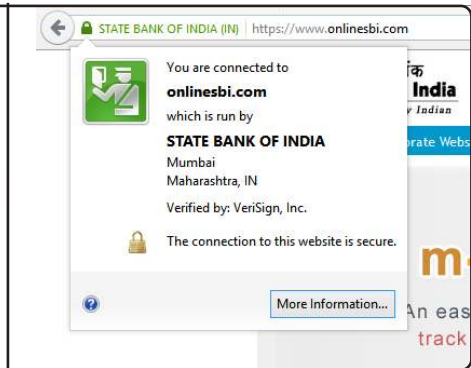 STATE BANK OF INDIA (IN) https://www.onlinesbi.com
You are connected to
onlinesbi.com
which is run by
STATE BANK OF INDIA
Mumbai
Maharashtra, IN
Verified by: VeriSign, Inc.
The connection to this website is secure.
More Information...
India
Indian
orate Webs
m
An eas
track